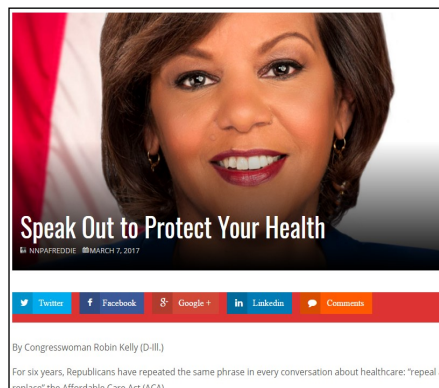 Speak Out to Protect Your Health
NNPAFREDDIE MARCH 7, 2017
Twitter Facebook Google + Linkedin Comments
By Congresswoman Robin Kelly (D-Ill.)
For six years, Republicans have repeated the same phrase in every conversation about healthcare: “repeal
replace” the Affordable Care Act (ACA)